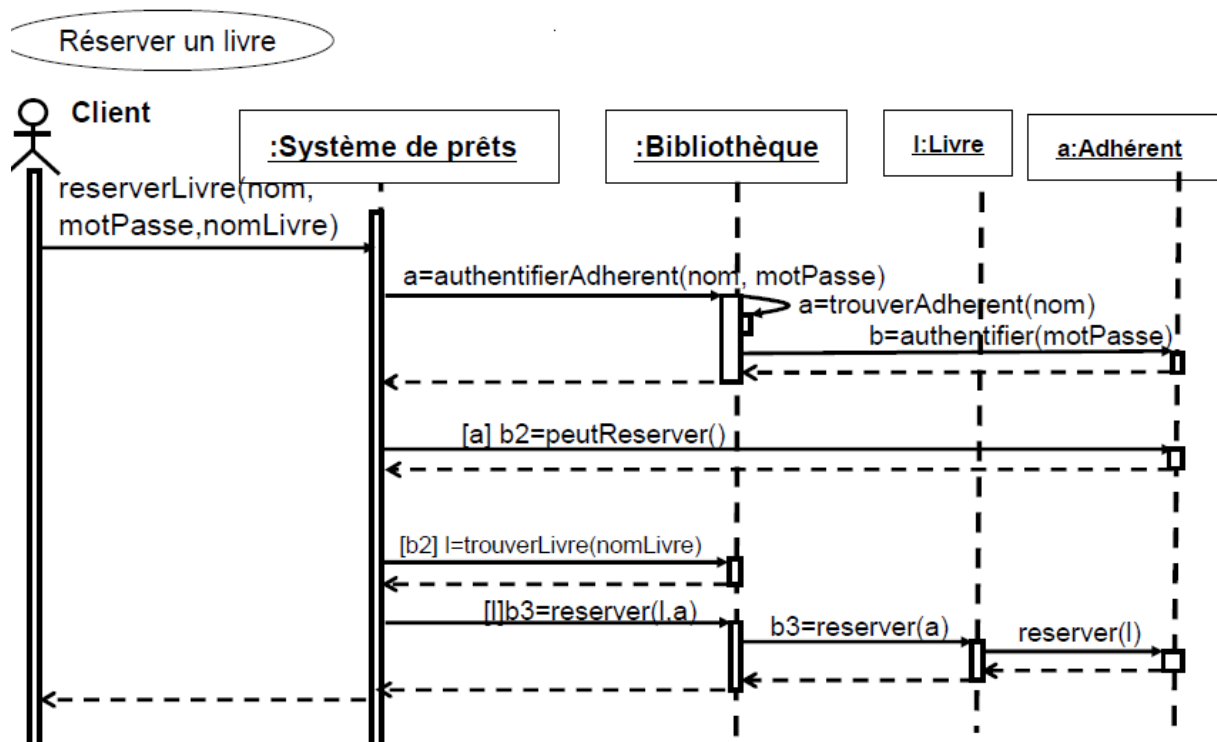 Réserver un livre
Client
:Système de prêts
:Bibliothèque
l:Livre
a:Adhérent
reserverLivre(nom,
motPasse,nomLivre)
a=authentifierAdherent(nom, motPasse)
a=trouverAdherent(nom)
b=authentifier(motPasse)
[a] b2=peutReserver()
[b2] l=trouverLivre(nomLivre)
[l]b3=reserver(l,a)
b3=reserver(a)
reserver(l)